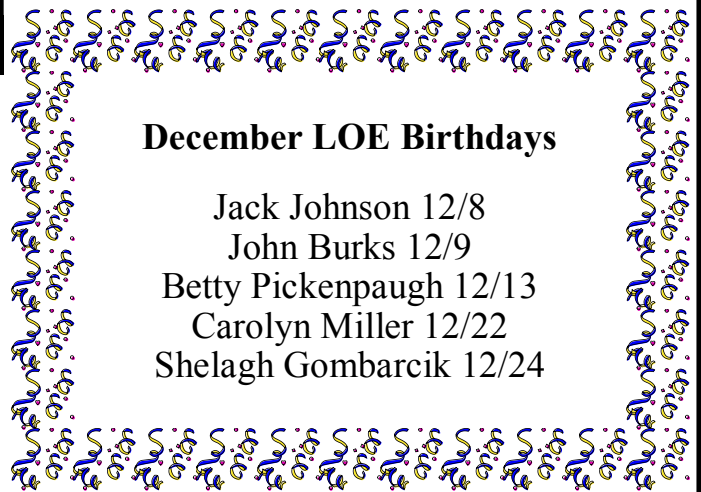 December LOE Birthdays
Jack Johnson 12/8
John Burks 12/9
Betty Pickenpaugh 12/13
Carolyn Miller 12/22
Shelagh Gombarcik 12/24